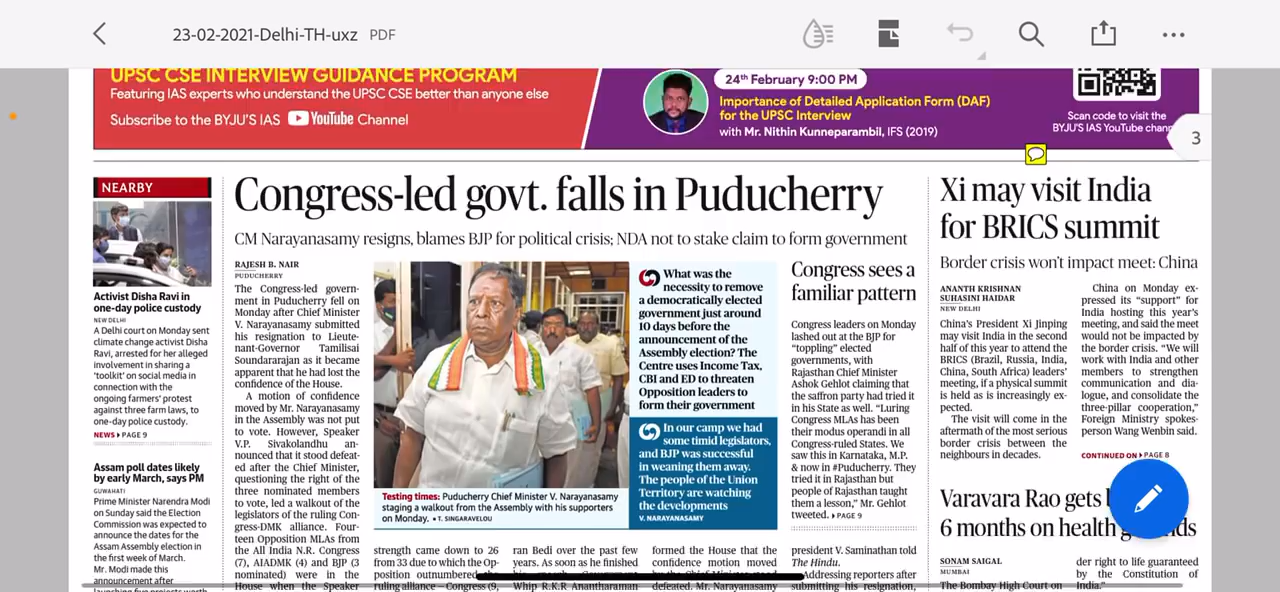 23-02-2021-Delhi-TH-uxz PDF
UPSC CSE INTERVIEW GUIDANCE PROGRAM
Featuring IAS experts who understand the UPSC CSE better than anyone else
Subscribe to the BYJU'S IAS YouTube Channel
24th February 9:00 PM
Importance of Detailed Application Form (DAF)
for the UPSC Interview
with Mr. Nithin Kunneparambil, IFS (2019)
Scan code to visit the
BYJU'S IAS YouTube
3
NEARBY
Activist Disha Ravi in
one-day police custody
NEW DELHI
A Delhi court on Monday sent
climate change activist Disha
Ravi, arrested for her alleged
involvement in sharing a
'toolkit' on social media in
connection with the
ongoing farmers' protest
against three farm laws, to
one-day police custody.
NEWS PAGE 9
Assam poll dates likely
by early March, says PM
GUWAHATI
Prime Minister Narendra Modi
on Sunday said the Election
Commission was expected to
announce the dates for the
Assam Assembly election in
the first week of March.
Mr. Modi made this
announcement after
launching five projects worth
Congress-led govt. falls in Puducherry
CM Narayanasamy resigns, blames BJP for political crisis; NDA not to stake claim to form government
RAJESH B. NAIR
PUDUCHERRY
The Congress-led govern-
ment in Puducherry fell on
Monday after Chief Minister
V. Narayanasamy submitted
his resignation to Lieute-
nant-Governor Tamilisai
Soundararajan as it became
apparent that he had lost the
confidence of the House.
A motion of confidence
moved by Mr. Narayanasamy
in the Assembly was not put
to vote. However, Speaker
V.P. Sivakolandhu an-
nounced that it stood defeat-
ed after the Chief Minister,
questioning the right of the
three nominated members
to vote, led a walkout of the
legislators of the ruling Con-
gress-DMK alliance. Four-
teen Opposition MLAs from
the All India N.R. Congress
(7), AIADMK (4) and BJP (3
nominated) were in the
House when the Speaker
Testing times: Puducherry Chief Minister V. Narayanasamy
staging a walkout from the Assembly with his supporters
on Monday. T. SINGARAVELOU
strength came down to 26
from 33 due to which the Op-
position outnumbered the
ruling alliance – Congress (9,
ran Bedi over the past few
years. As soon as he finished
Whip R.K.R Anantharaman
formed the House that the
confidence motion moved
by the Chief Minister stood
defeated. Mr. Narayanasamy
What was the
necessity to remove
a democratically elected
government just around
10 days before the
announcement of the
Assembly election? The
Centre uses Income Tax,
CBI and ED to threaten
Opposition leaders to
form their government
In our camp we had
some timid legislators,
and BJP was successful
in weaning them away.
The people of the Union
Territory are watching
the developments
V. NARAYANASAMY
Congress sees a
familiar pattern
Congress leaders on Monday
lashed out at the BJP for
“toppling” elected
governments, with
Rajasthan Chief Minister
Ashok Gehlot claiming that
the saffron party had tried it
in his State as well. “Luring
Congress MLAs has been
their modus operandi in all
Congress-ruled States. We
saw this in Karnataka, M.P.
& now in #Puducherry. They
tried it in Rajasthan but
people of Rajasthan taught
them a lesson,” Mr. Gehlot
tweeted. PAGE 9
president V. Saminathan told
The Hindu.
Addressing reporters after
submitting his resignation,
Xi may visit India
for BRICS summit
Border crisis won't impact meet: China
ANANTH KRISHNAN
SUHASINI HAIDAR
NEW DELHI
China's President Xi Jinping
may visit India in the second
half of this year to attend the
BRICS (Brazil, Russia, India,
China, South Africa) leaders'
meeting, if a physical summit
is held as is increasingly ex-
pected.
The visit will come in the
aftermath of the most serious
border crisis between the
neighbours in decades.
China on Monday ex-
pressed its “support” for
India hosting this year's
meeting, and said the meet
would not be impacted by
the border crisis. “We will
work with India and other
members to strengthen
communication and dia-
logue, and consolidate the
three-pillar cooperation,”
Foreign Ministry spokes-
person Wang Wenbin said.
CONTINUED ON PAGE 8
Varavara Rao gets
6 months on health
SONAM SAIGAL
MUMBAI
The Bombay High Court on
der right to life guaranteed
by the Constitution of
India.”